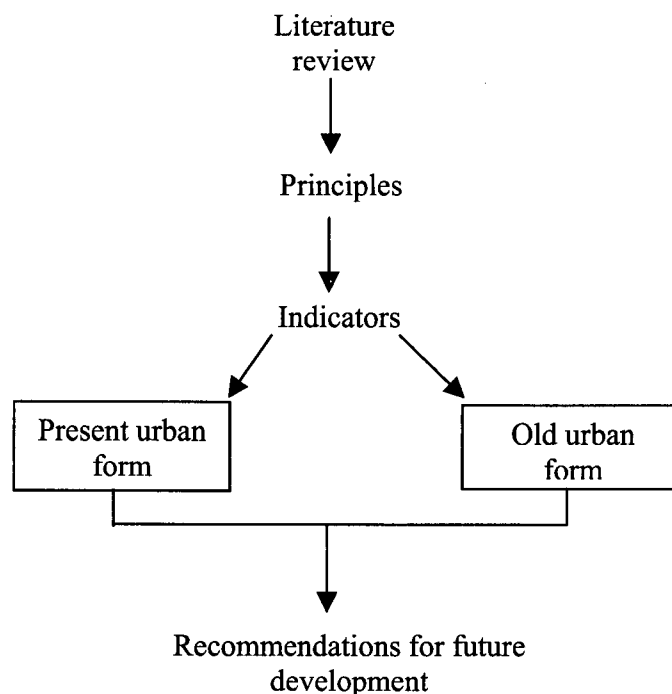 Literature
review
Principles
Indicators
Present urban
form
Old urban
form
Recommendations for future
development